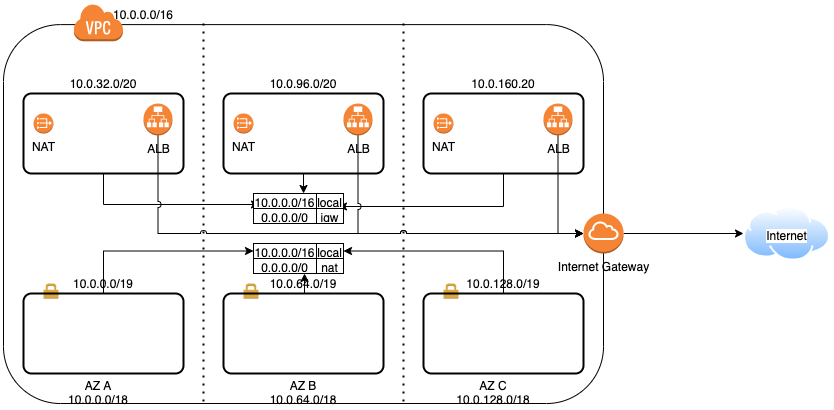 10.0.0.0/16
VPC
10.0.32.0/20
10.0.96.0/20
10.0.160.20
NAT
ALB
NAT
ALB
NAT
ALB
10.0.0.0/16 local
0.0.0.0/0 igw
Internet
10.0.0.0/16 local
0.0.0.0/0 nat
Internet Gateway
10.0.0.0/19
10.0.64.0/19
10.0.128.0/19
AZ A
10.0.0.0/18
AZ B
10.0.64.0/18
AZ C
10.0.128.0/18